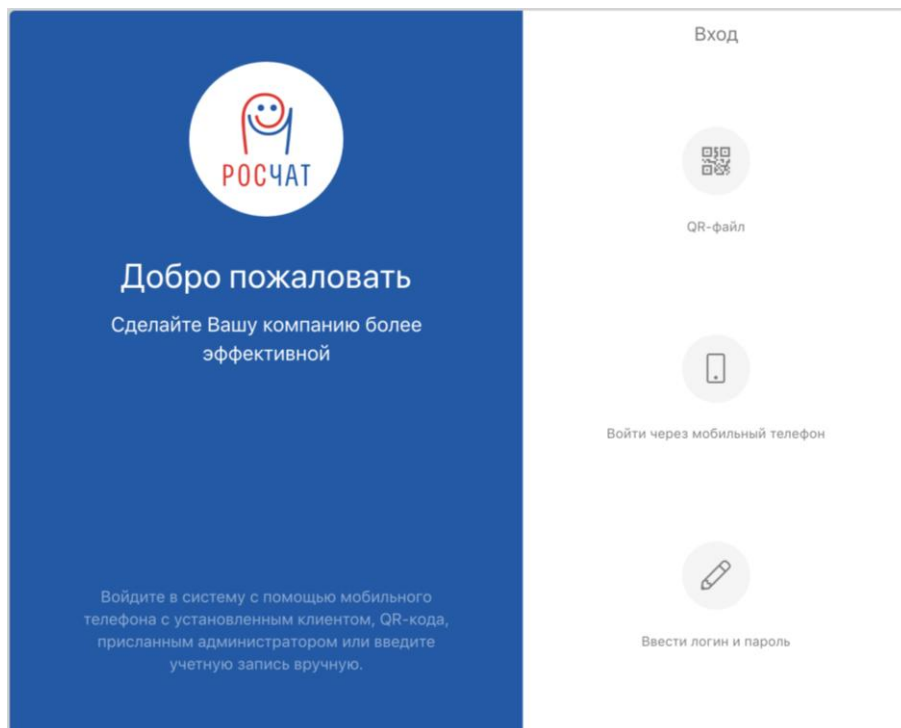 РОСЧАТ
Добро пожаловать
Сделайте Вашу компанию более
эффективной
Войдите в систему с помощью мобильного
телефона с установленным клиентом, QR-кода,
присланным администратором или введите
учетную запись вручную.
Вход
QR-файл
Войти через мобильный телефон
Ввести логин и пароль